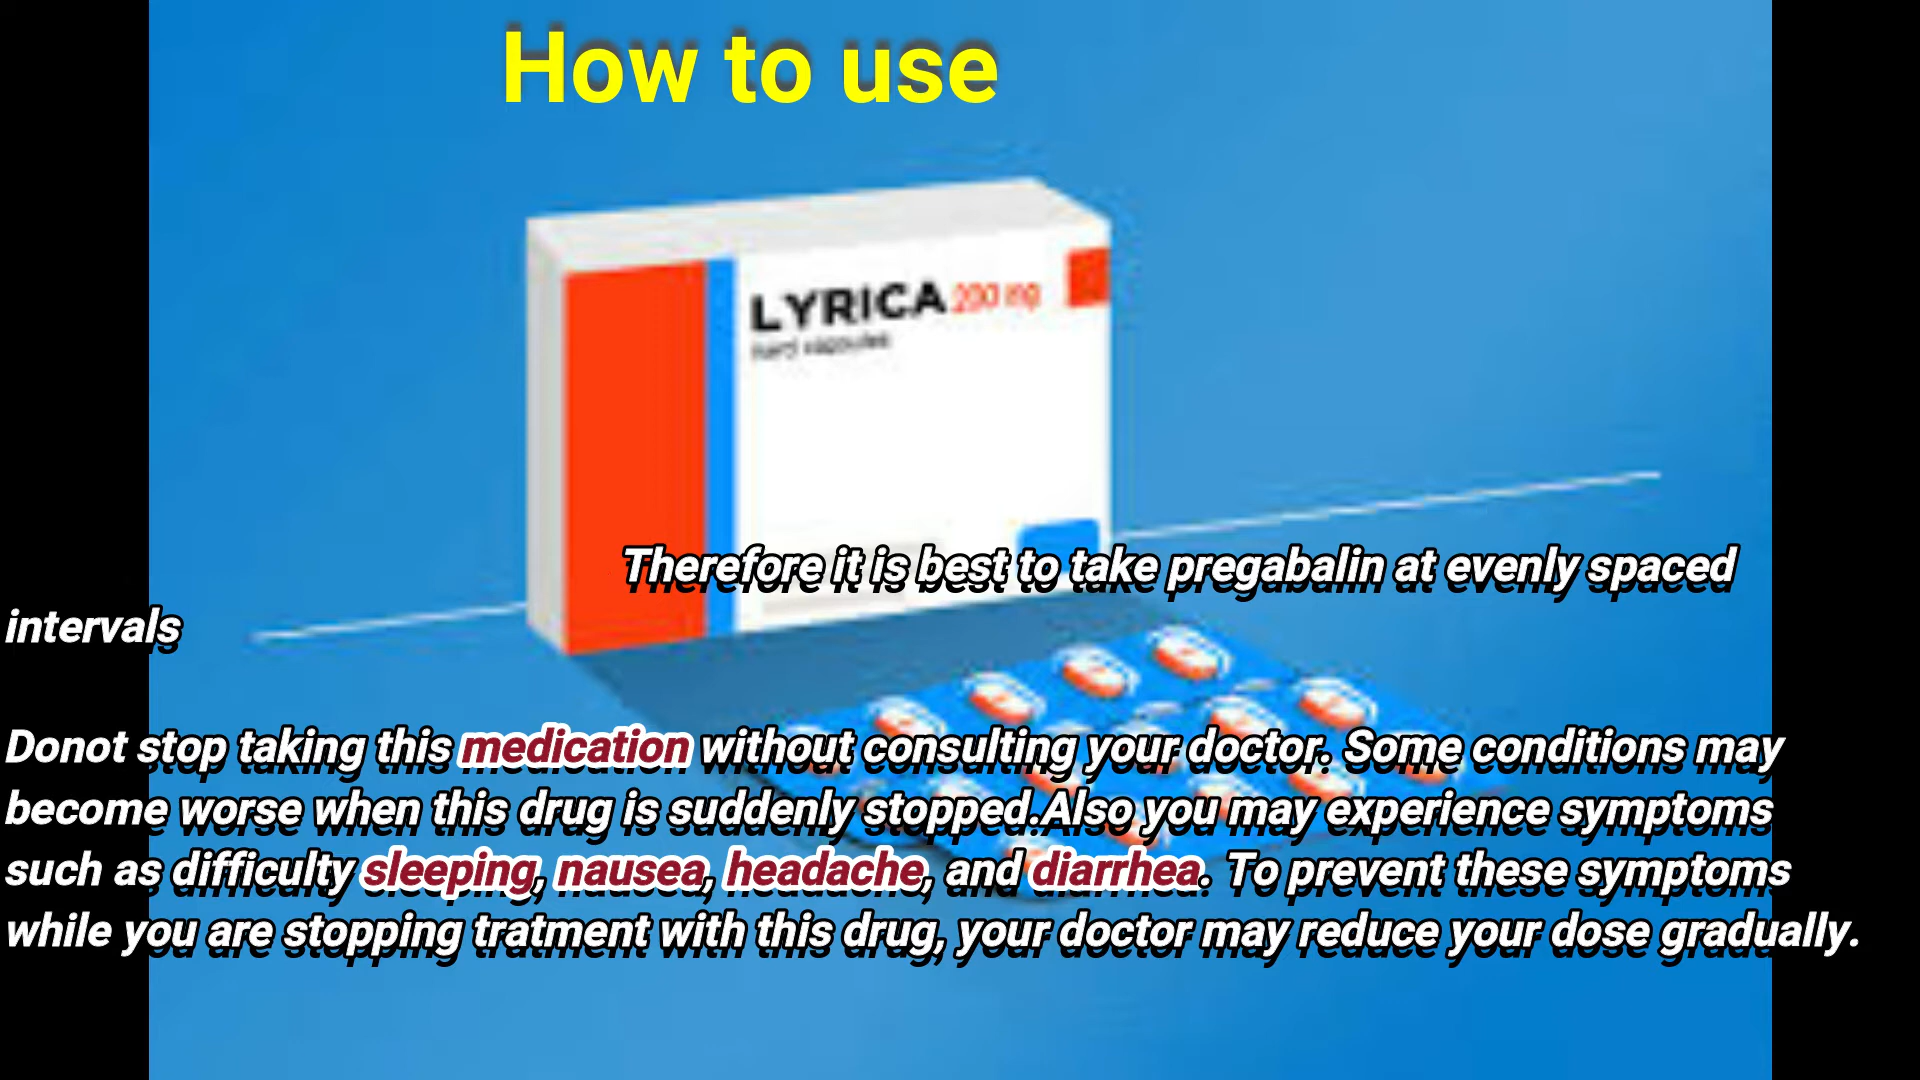 How to use
LYRICA 200 mg
hard capsules
Therefore it is best to take pregabalin at evenly spaced
intervals
Donot stop taking this medication without consulting your doctor. Some conditions may
become worse when this drug is suddenly stopped.Also you may experience symptoms
such as difficulty sleeping, nausea, headache, and diarrhea. To prevent these symptoms
while you are stopping tratment with this drug, your doctor may reduce your dose gradually.